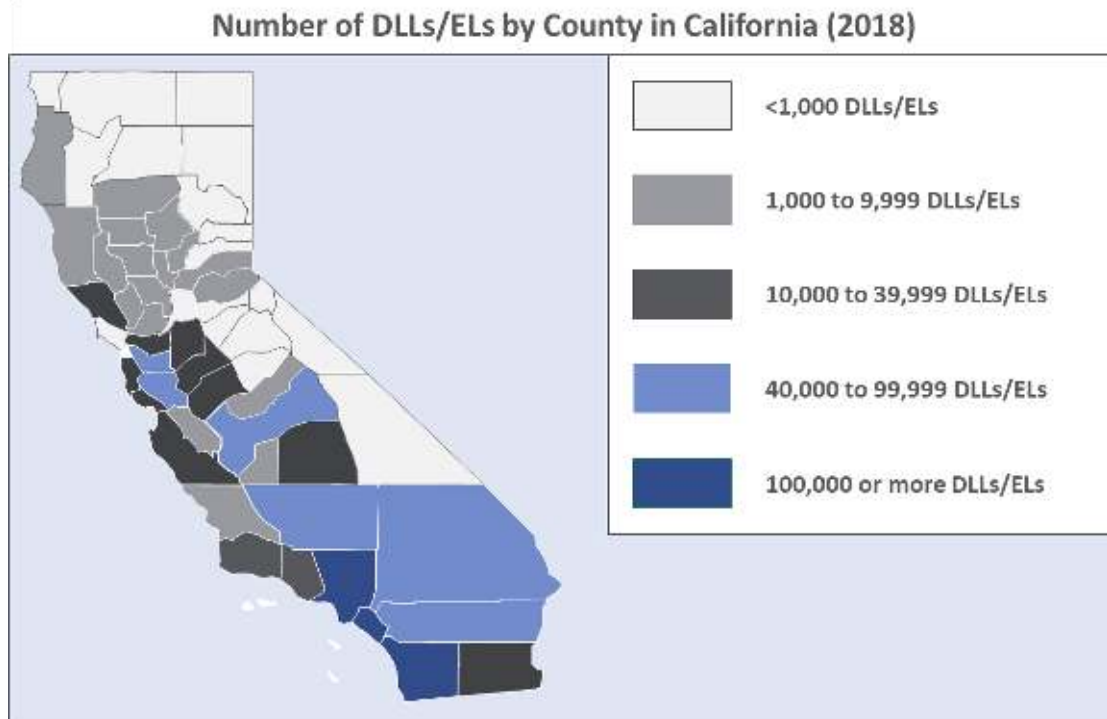 Number of DLLs/ELs by County in California (2018)
<1,000 DLLs/ELs
1,000 to 9,999 DLLs/ELs
10,000 to 39,999 DLLs/ELs
40,000 to 99,999 DLLs/ELs
100,000 or more DLLs/ELs